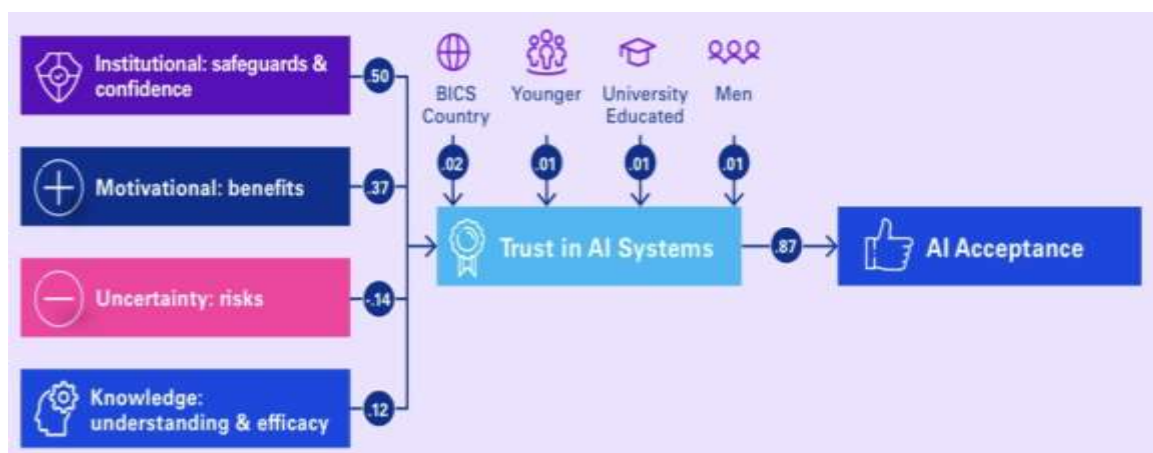 Institutional: safeguards &
confidence
.50
BICS
Country
Younger
University
Educated
Men
.02
.01
.01
.01
Motivational: benefits
.37
Trust in AI Systems
.87
AI Acceptance
Uncertainty: risks
-.14
Knowledge:
understanding & efficacy
.12